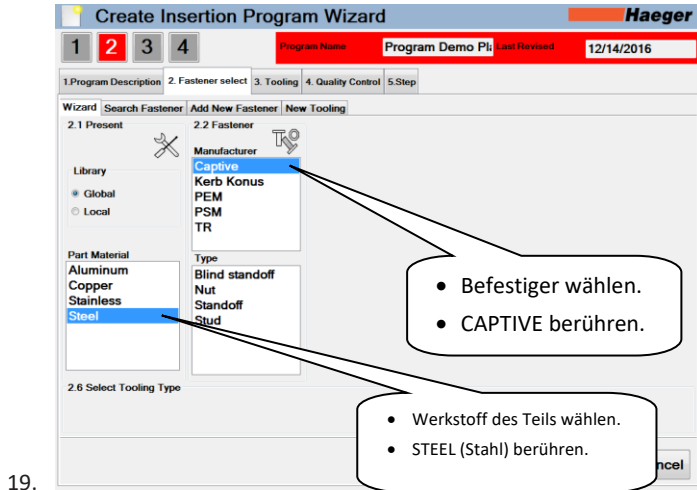 Create Insertion Program Wizard
Haeger
1 2 3 4
Program Name
Program Demo Pl
Last Revised
12/14/2016
1.Program Description 2. Fastener select 3. Tooling 4. Quality Control 5.Step
Wizard Search Fastener Add New Fastener New Tooling
2.1 Present
2.2 Fastener
Manufacturer
Library
Global
Local
Captive
Kerb Konus
PEM
PSM
TR
Part Material
Aluminum
Copper
Stainless
Steel
Type
Blind standoff
Nut
Standoff
Stud
• Befestiger wählen.
• CAPTIVE berühren.
2.6 Select Tooling Type
• Werkstoff des Teils wählen.
• STEEL (Stahl) berühren.
ncel
19.